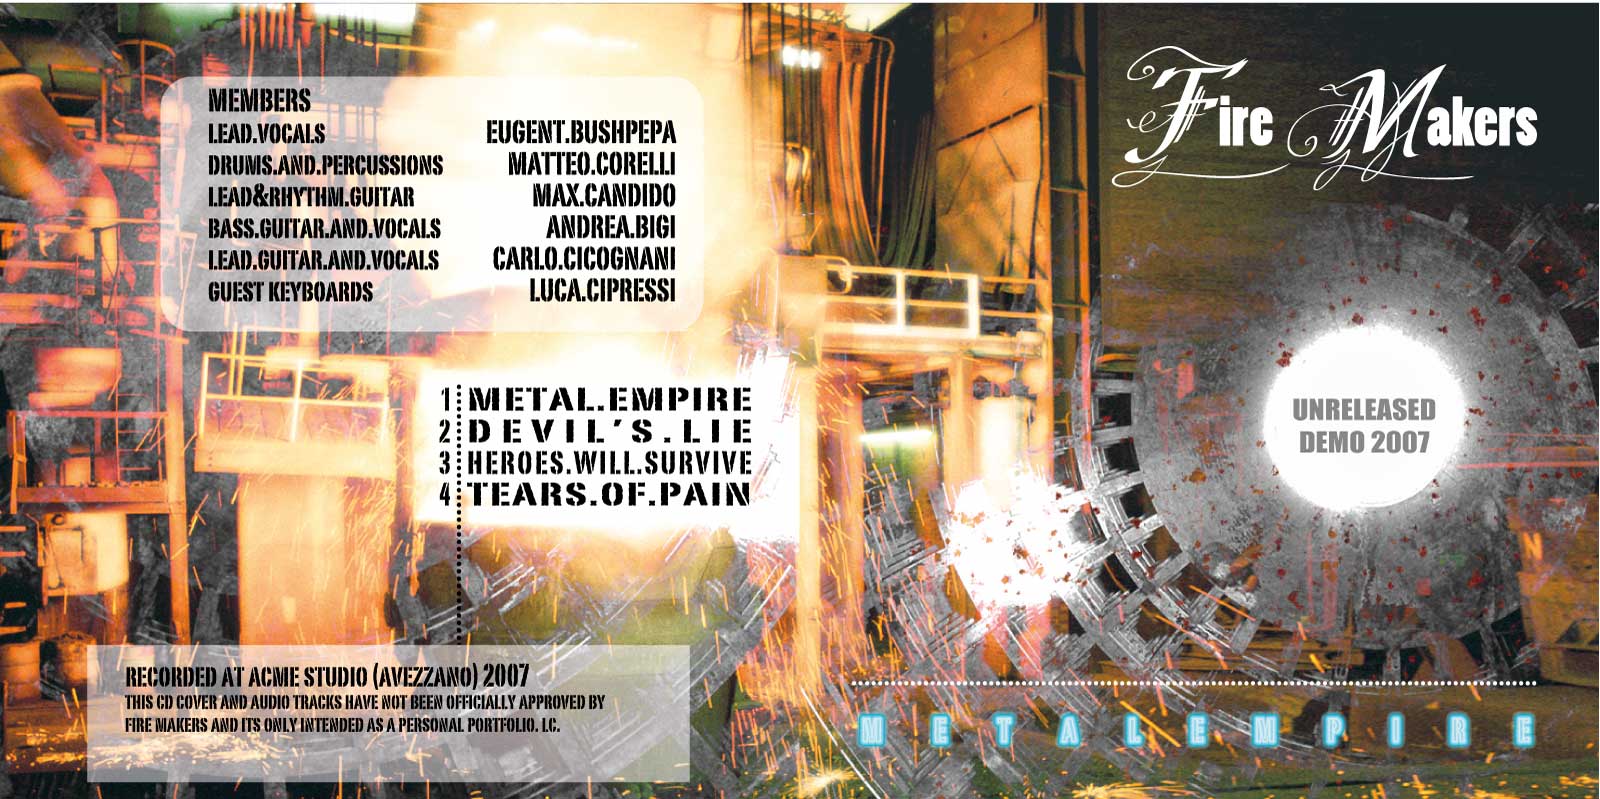 MEMBERS
LEAD.VOCALS EUGENT.BUSHPEPA
DRUMS.AND.PERCUSSIONS MATTEO.CORELLI
LEAD&RHYTHM.GUITAR MAX.CANDIDO
BASS.GUITAR.AND.VOCALS ANDREA.BIGI
LEAD.GUITAR.AND.VOCALS CARLO.CICOGNANI
GUEST KEYBOARDS LUCA.CIPRESSI
1 METAL.EMPIRE
2 DEVIL'S.LIE
3 HEROES.WILL.SURVIVE
4 TEARS.OF.PAIN
RECORDED AT ACME STUDIO (AVEZZANO) 2007
THIS CD COVER AND AUDIO TRACKS HAVE NOT BEEN OFFICIALLY APPROVED BY
FIRE MAKERS AND ITS ONLY INTENDED AS A PERSONAL PORTFOLIO. I.C.
Fire Makers
UNRELEASED
DEMO 2007
METALEMPIRE